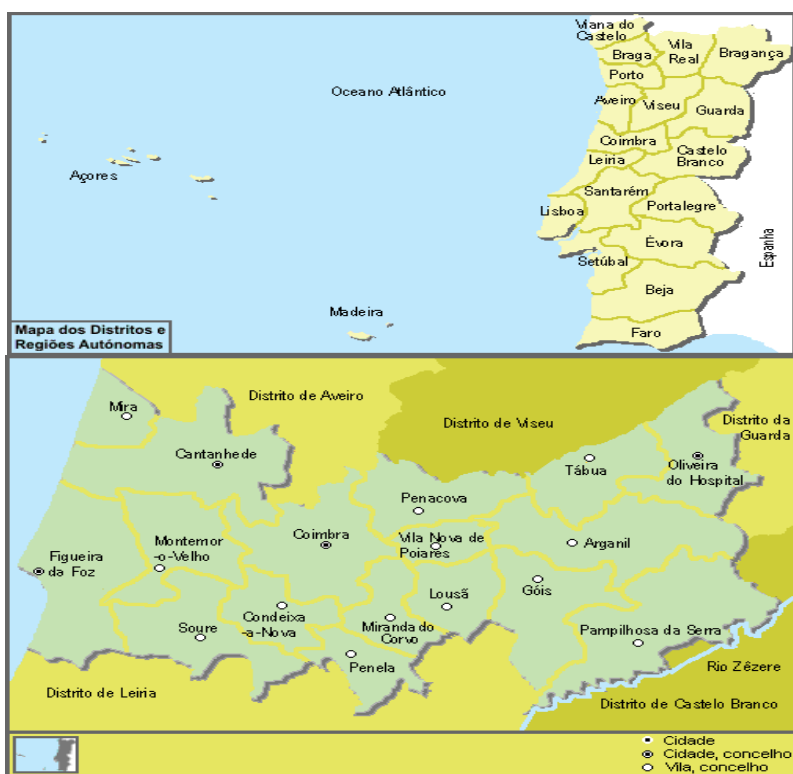 Viana do
Castelo
Braga
Vila
Real
Bragança
Porto
Oceano Atlântico
Aveiro
Viseu
Guarda
Coimbra
Castelo
Branco
Leiria
Açores
Santarém
Lisboa
Portalegre
Évora
Espanha
Setúbal
Beja
Madeira
Faro
Mapa dos Distritos e
Regiões Autónomas
Distrito de Aveiro
Mira
Distrito de Viseu
Distrito da
Guarda
Cantanhede
Tábua
Oliveira
do Hospital
Penacova
Coimbra
Montemor
-o-Velho
Vila Nova de
Poiares
Arganil
Figueira
da Foz
Góis
Lousã
Condeixa
-a-Nova
Soure
Miranda do
Corvo
Pampilhosa da Serra
Penela
Rio Zêzere
Distrito de Leiria
Distrito de Castelo Branco
Cidade
Cidade, concelho
Vila, concelho